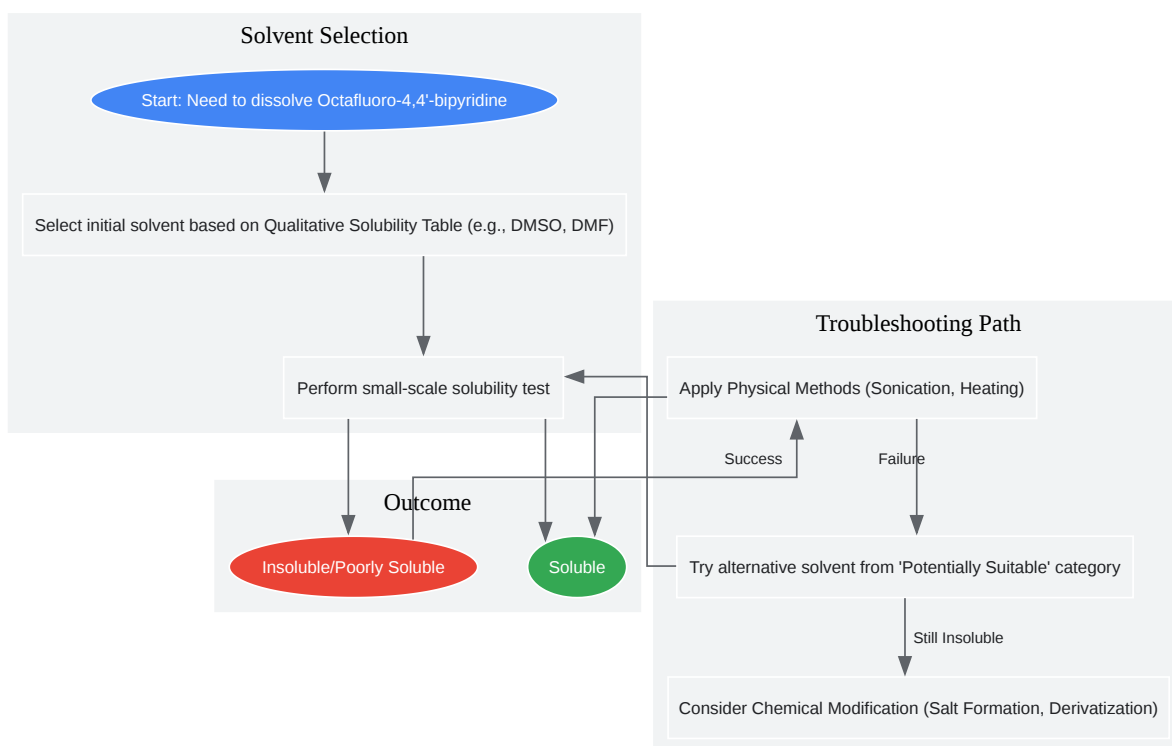 Solvent Selection
Start: Need to dissolve Octafluoro-4,4'-bipyridine
Select initial solvent based on Qualitative Solubility Table (e.g., DMSO, DMF)
Perform small-scale solubility test
Outcome
Insoluble/Poorly Soluble
Soluble
Troubleshooting Path
Apply Physical Methods (Sonication, Heating)
Success
Failure
Try alternative solvent from 'Potentially Suitable' category
Still Insoluble
Consider Chemical Modification (Salt Formation, Derivatization)